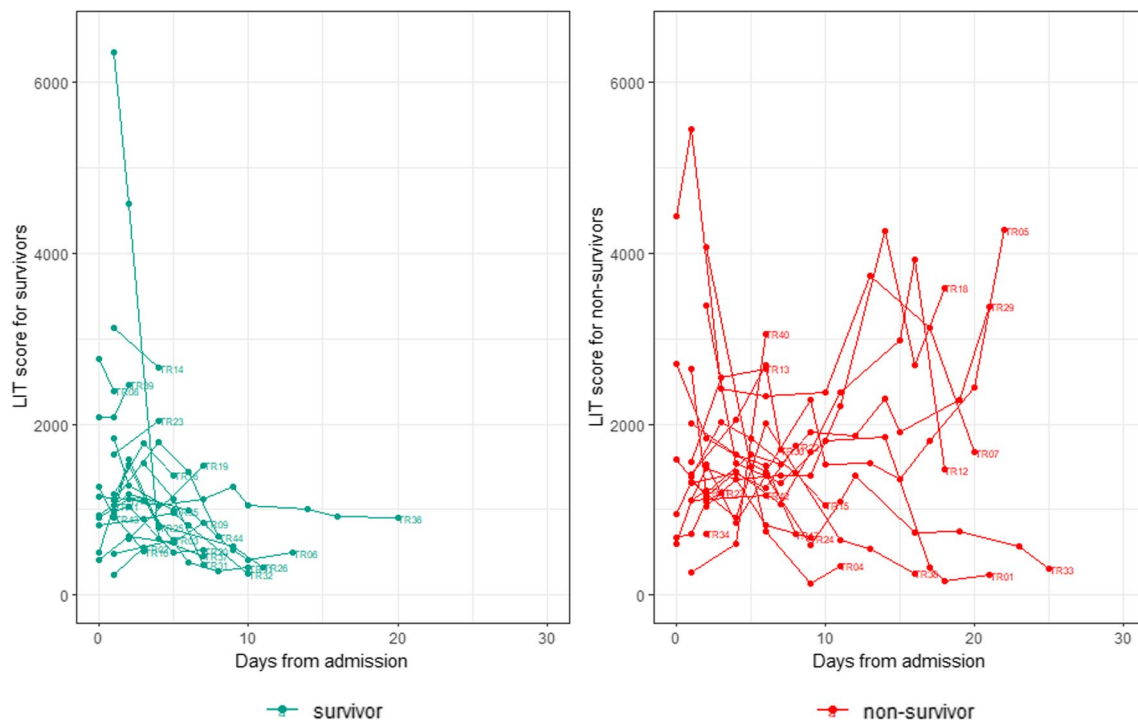 LIT score for survivors
6000
4000
2000
0
TR14
TR08
TR23
TR19
TR36
TR09
TR44
TR06
TR26
TR32
TR31
0
10
20
30
Days from admission
survivor
LIT score for non-survivors
6000
4000
2000
0
TR05
TR18
TR29
TR40
TR13
TR07
TR12
TR15
TR34
TR24
TR04
TR38
TR01
TR33
0
10
20
30
Days from admission
non-survivor